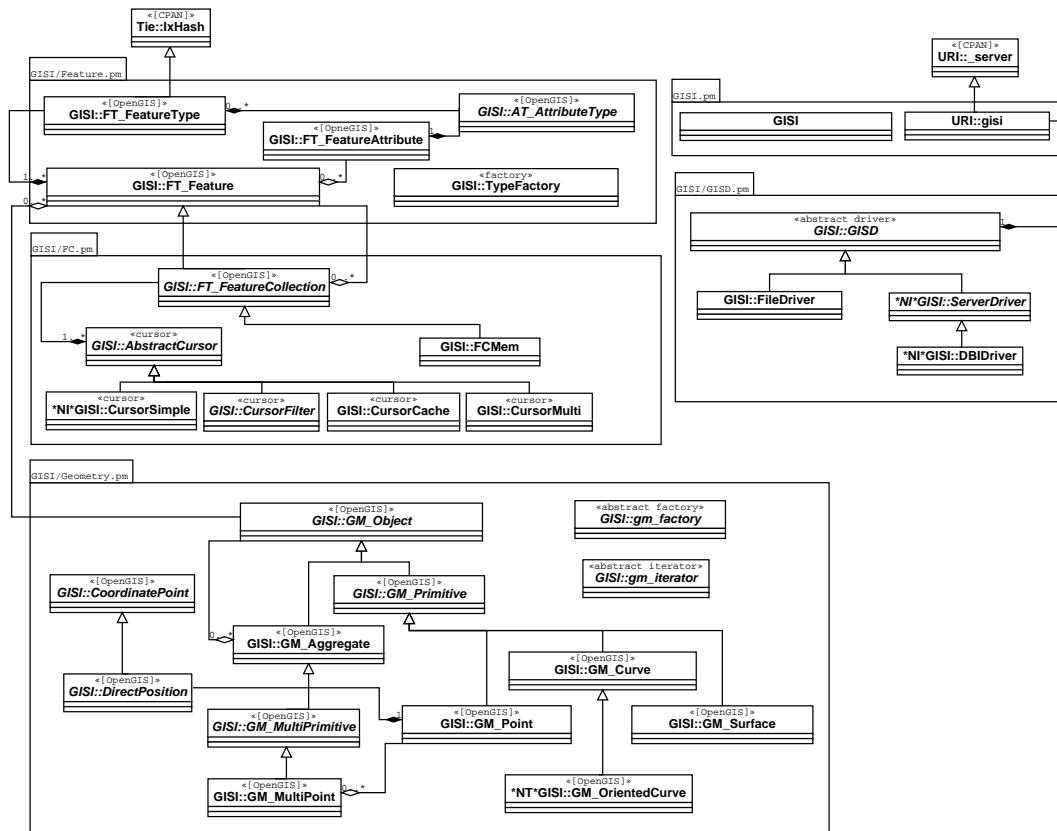 «[CPAN]»
Tie::IxHash
GISI/Feature.pm
«[OpenGIS]»
GISI::FT_FeatureType
0..*
«[OpenGIS]»
GISI::AT_AttributeType
«[OpneGIS]»
GISI::FT_FeatureAttribute
1
1..*
«[OpenGIS]»
GISI::FT_Feature
0..*
0..*
«factory»
GISI::TypeFactory
GISI/FC.pm
«[OpenGIS]»
GISI::FT_FeatureCollection
0..*
1..*
«cursor»
GISI::AbstractCursor
GISI::FCMem
«cursor»
*NI*GISI::CursorSimple
«cursor»
GISI::CursorFilter
«cursor»
GISI::CursorCache
«cursor»
GISI::CursorMulti
«[CPAN]»
URI::_server
GISI.pm
GISI
URI::gisi
GISI/GISD.pm
«abstract driver»
GISI::GISD
1
GISI::FileDriver
*NI*GISI::ServerDriver
*NI*GISI::DBIDriver
GISI/Geometry.pm
«[OpenGIS]»
GISI::GM_Object
«abstract factory»
GISI::gm_factory
«abstract iterator»
GISI::gm_iterator
«[OpenGIS]»
GISI::CoordinatePoint
«[OpenGIS]»
GISI::GM_Primitive
0..*
«[OpenGIS]»
GISI::GM_Aggregate
«[OpenGIS]»
GISI::GM_Curve
«[OpenGIS]»
GISI::DirectPosition
«[OpenGIS]»
GISI::GM_MultiPrimitive
1
«[OpenGIS]»
GISI::GM_Point
«[OpenGIS]»
GISI::GM_Surface
«[OpenGIS]»
GISI::GM_MultiPoint
0..*
«[OpenGIS]»
*NT*GISI::GM_OrientedCurve